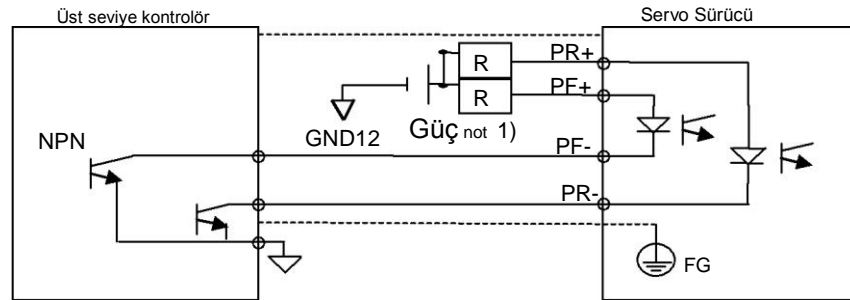 Üst seviye kontrolör
Servo Sürücü
R
PR+
R
PF+
NPN
GND12
Güç not 1)
PF-
PR-
FG